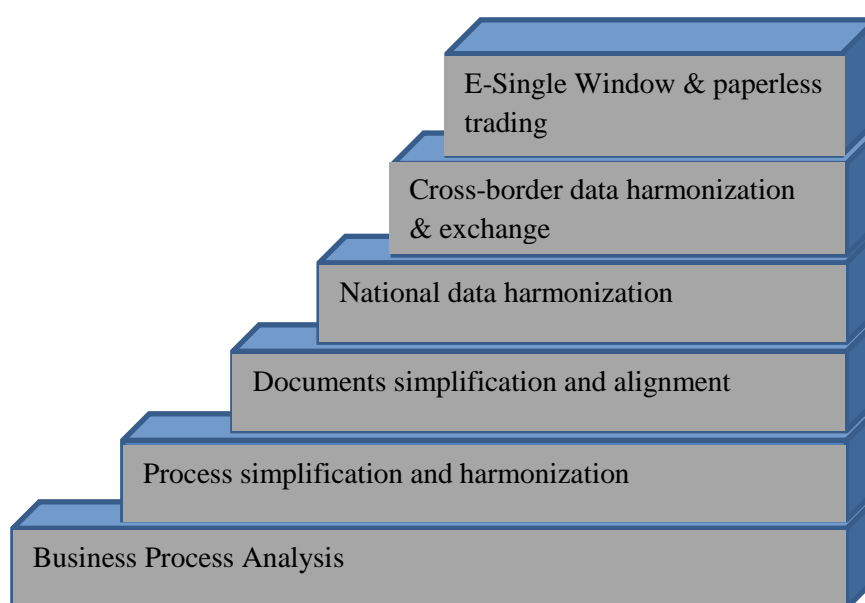 E-Single Window & paperless
trading
Cross-border data harmonization
& exchange
National data harmonization
Documents simplification and alignment
Process simplification and harmonization
Business Process Analysis